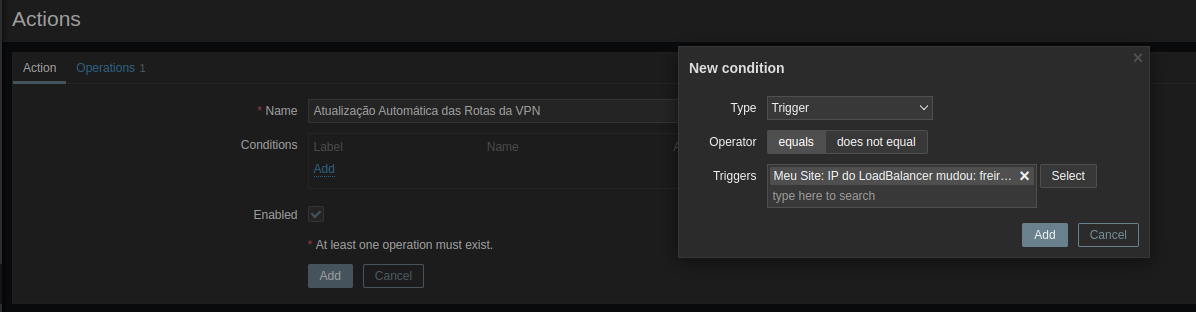 Actions
Action Operations 1
* Name Atualização Automática das Rotas da VPN
Conditions Label Name A
Add
Enabled
* At least one operation must exist.
Add Cancel
New condition
Type Trigger
Operator equals does not equal
Triggers Meu Site: IP do LoadBalancer mudou: freir... Select
type here to search
Add Cancel